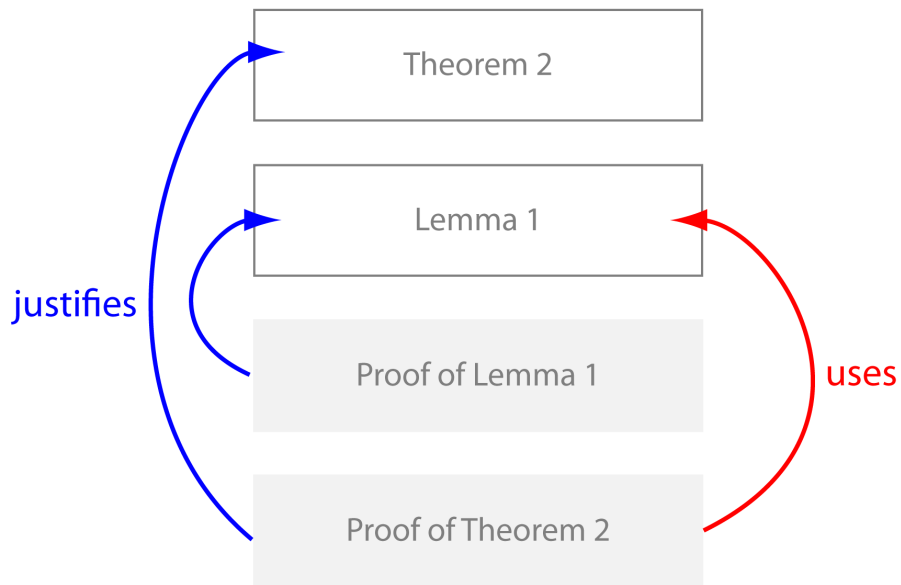 Theorem 2
Lemma 1
justifies
Proof of Lemma 1
uses
Proof of Theorem 2